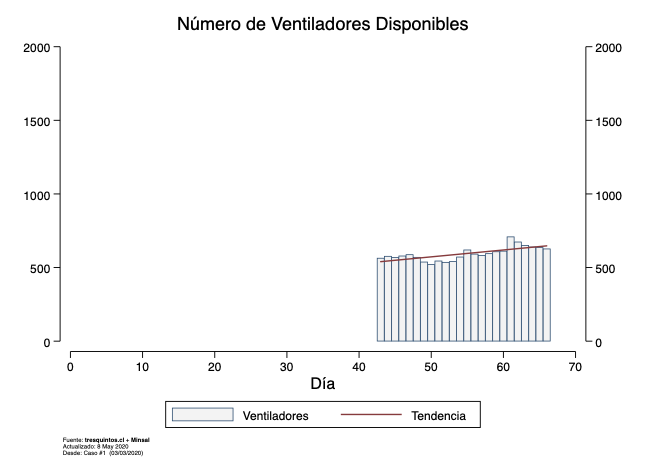 Número de Ventiladores Disponibles
2000
2000
1500
1500
1000
1000
500
500
0
0
0 10 20 30 40 50 60 70
Día
Ventiladores Tendencia
Fuente: tresquintos.cl + Minsal
Actualizado: 8 May 2020
Desde: Caso #1 (03/03/2020)